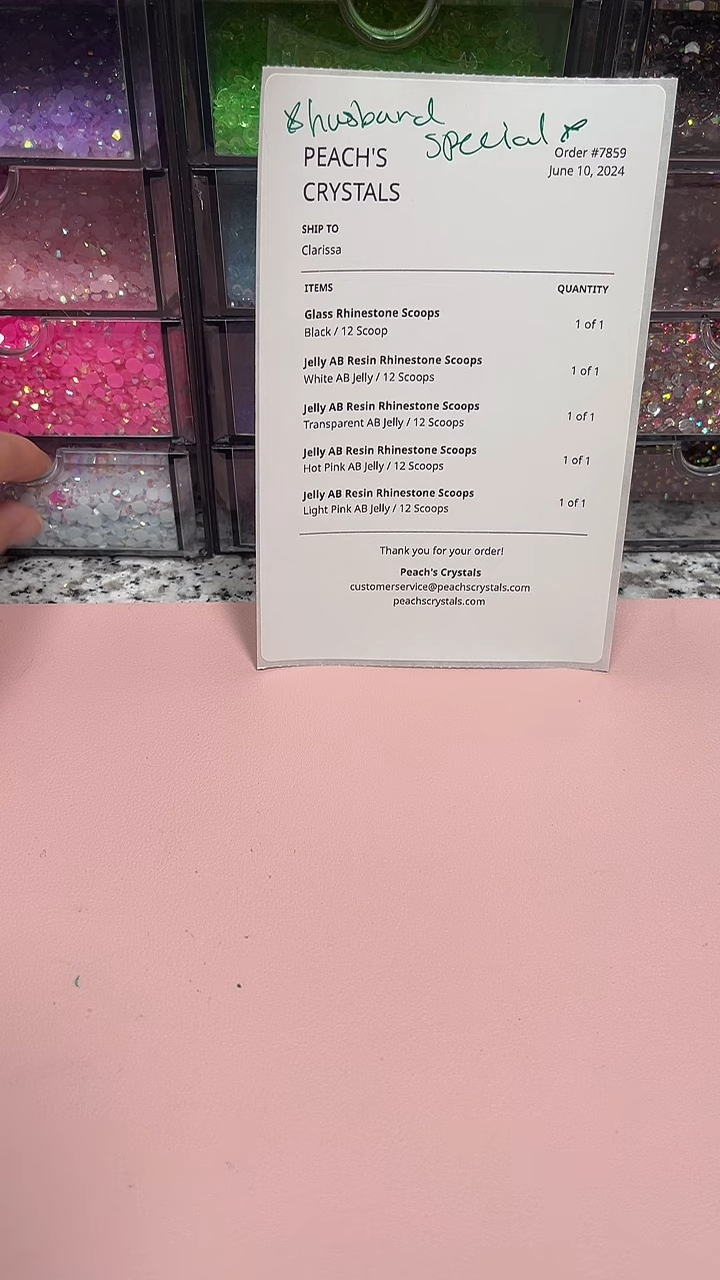 *husband
special*
PEACH'S
CRYSTALS
Order #7859
June 10, 2024
SHIP TO
Clarissa
ITEMS QUANTITY
Glass Rhinestone Scoops
Black / 12 Scoop 1 of 1
Jelly AB Resin Rhinestone Scoops
White AB Jelly / 12 Scoops 1 of 1
Jelly AB Resin Rhinestone Scoops
Transparent AB Jelly / 12 Scoops 1 of 1
Jelly AB Resin Rhinestone Scoops
Hot Pink AB Jelly / 12 Scoops 1 of 1
Jelly AB Resin Rhinestone Scoops
Light Pink AB Jelly / 12 Scoops 1 of 1
Thank you for your order!
Peach's Crystals
customerservice@peachscrystals.com
peachscrystals.com